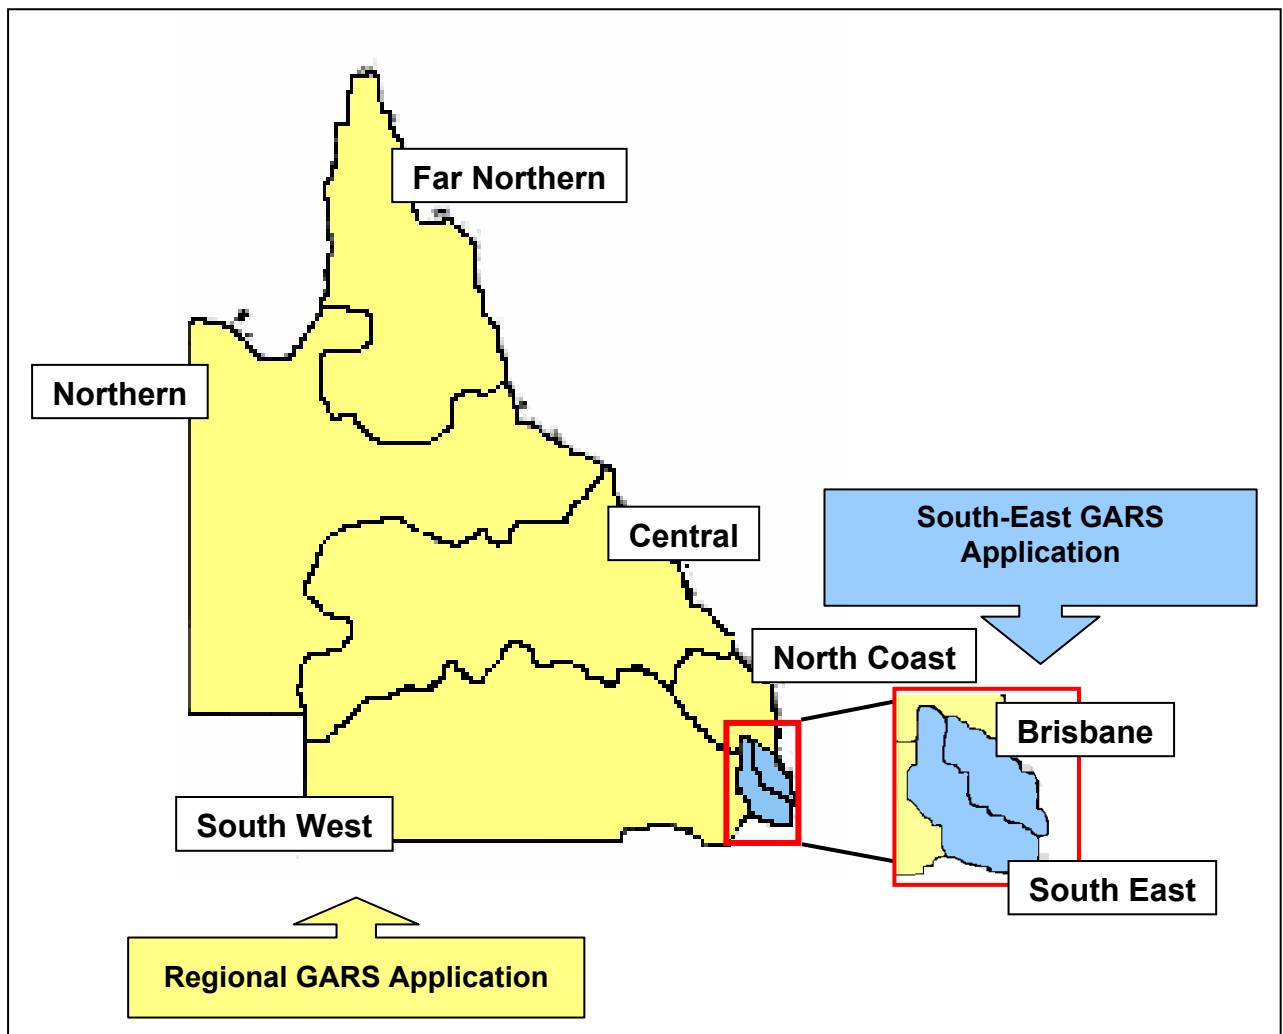 Far Northern
Northern
Central
South-East GARS
Application
North Coast
Brisbane
South West
South East
Regional GARS Application